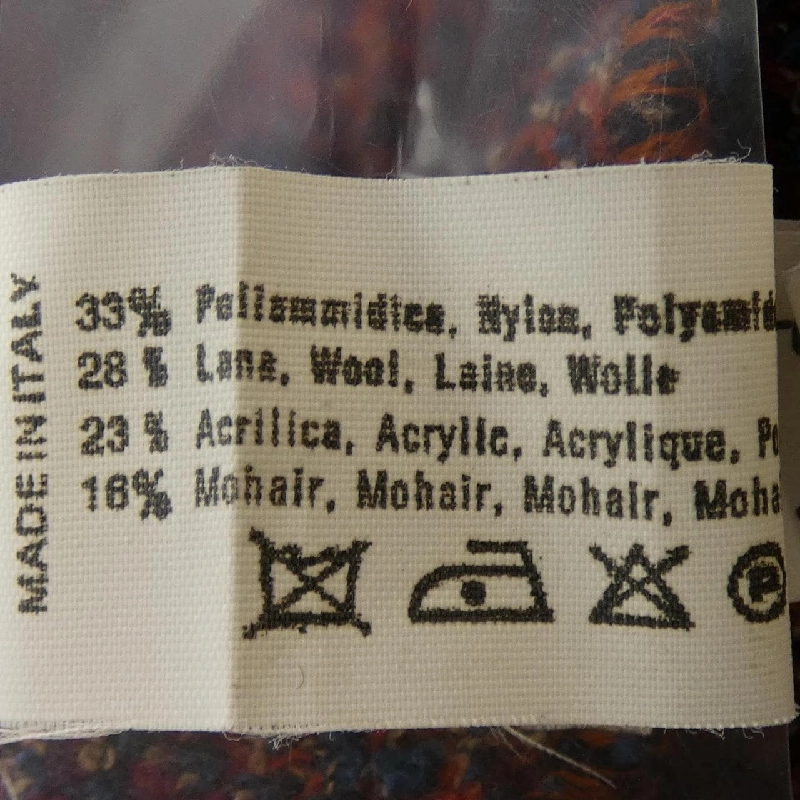 MADE IN ITALY
33% Poliammidica, Nylon, Polyamid
28% Lana, Wool, Laine, Wolle
23% Acrilica, Acrylic, Acrylique,
16% Mohair, Mohair, Mohair, Moha
P